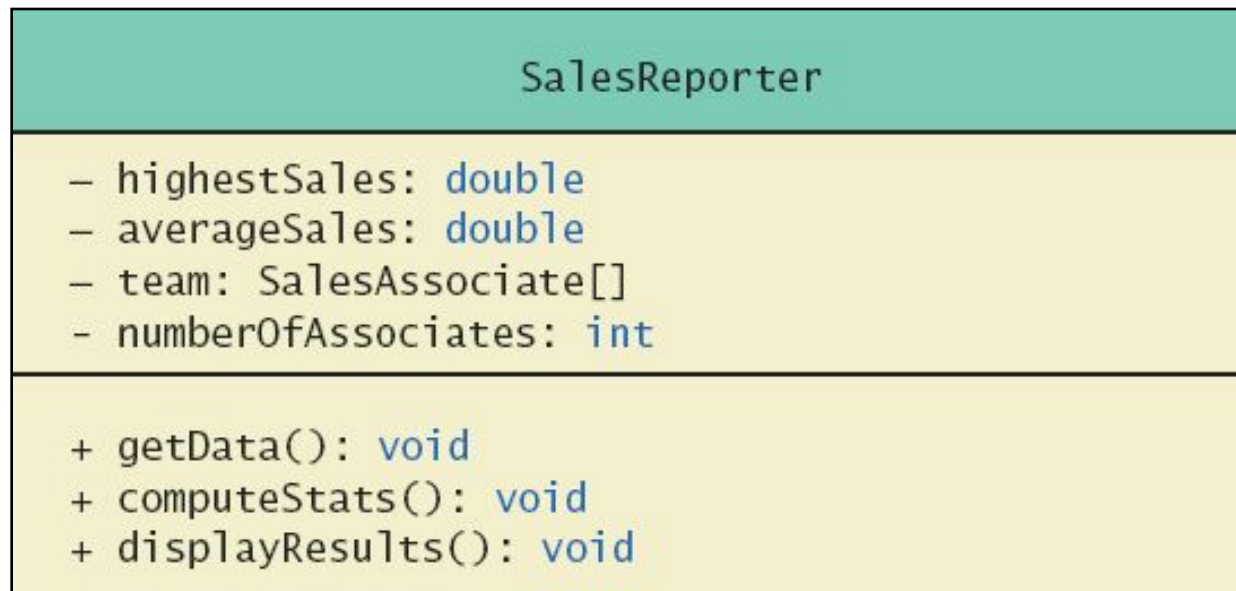 SalesReporter
– highestSales: double
– averageSales: double
– team: SalesAssociate[]
- numberOfAssociates: int
+ getData(): void
+ computeStats(): void
+ displayResults(): void